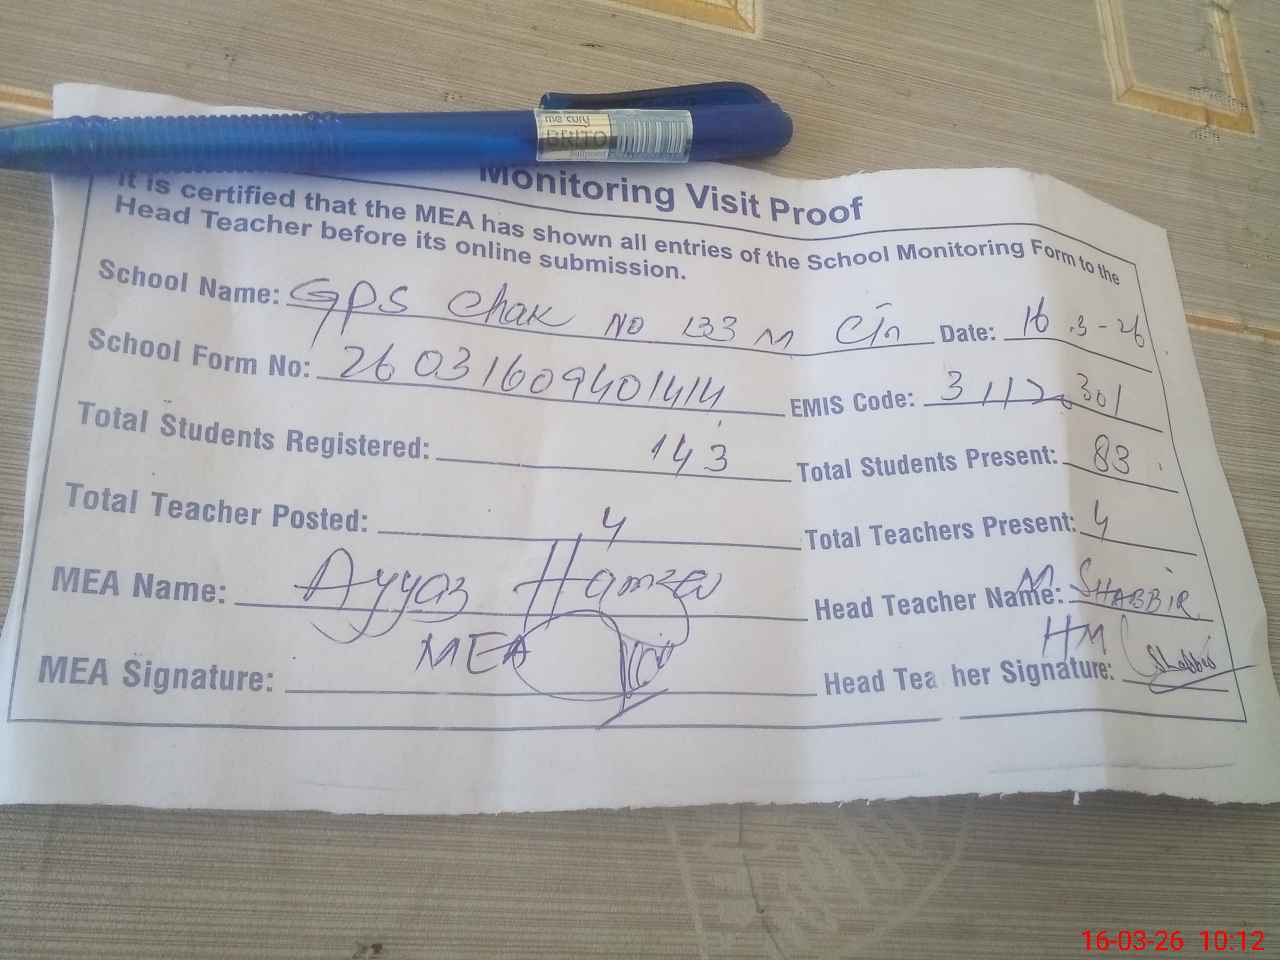 mercury
BRITO
Monitoring Visit Proof
It is certified that the MEA has shown all entries of the School Monitoring Form to the
Head Teacher before its online submission.
School Name: GPS Chak No 133 M Ctn Date: 16.3-26
School Form No: 26031609401414 EMIS Code: 31120301
Total Students Registered: 143 Total Students Present: 83
Total Teacher Posted: 4 Total Teachers Present: 4
MEA Name: Ayyaz Hamza Head Teacher Name: M. SHABBIR
MEA HM
MEA Signature: Head Tea her Signature: Shabbir
16-03-26 10:12